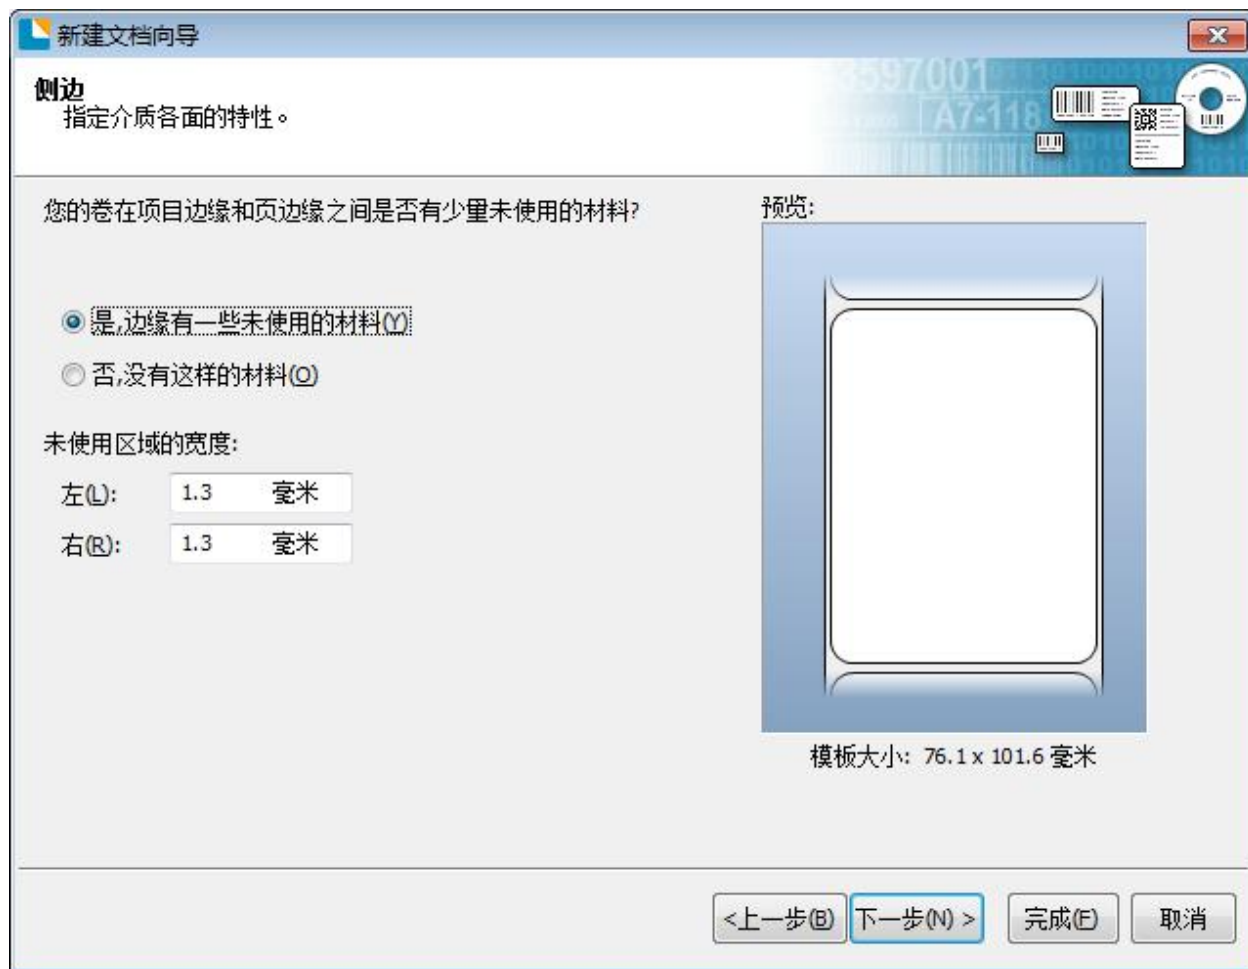 新建文档向导
侧边
指定介质各面的特性。
3597001
A7-118
您的卷在项目边缘和页边缘之间是否有少量未使用的材料?
预览:
是,边缘有一些未使用的材料(Y)
否,没有这样的材料(O)
未使用区域的宽度:
左(L): 1.3 毫米
右(R): 1.3 毫米
模板大小: 76.1 x 101.6 毫米
<上一步(B) 下一步(N) > 完成(F) 取消